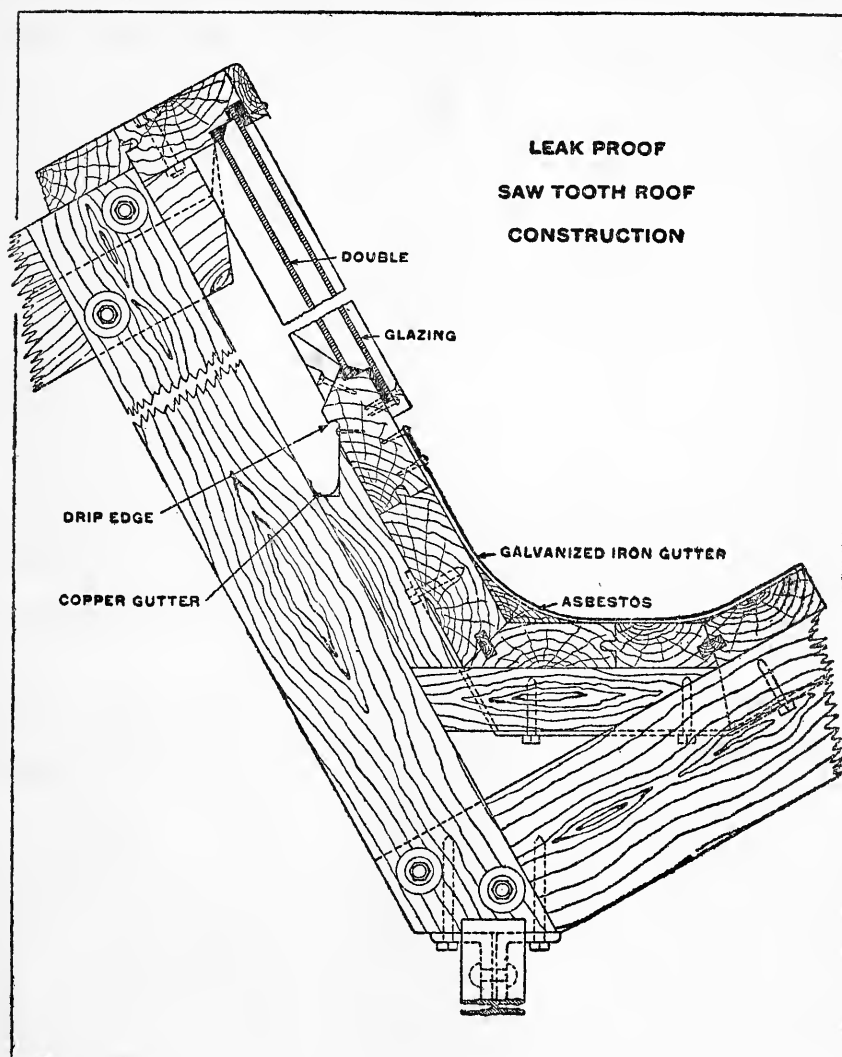 LEAK PROOF
SAW TOOTH ROOF
CONSTRUCTION
DOUBLE
GLAZING
DRIP EDGE
GALVANIZED IRON GUTTER
COPPER GUTTER
ASBESTOS